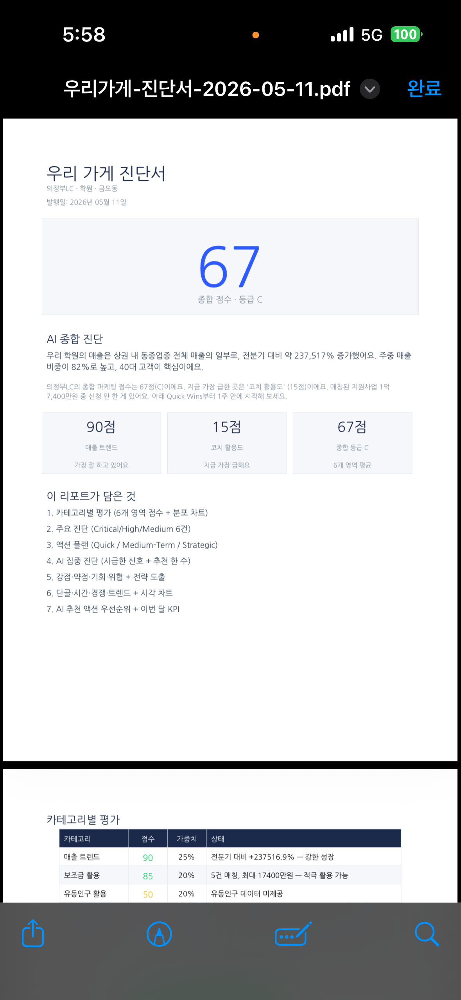 5:58
5G
100
우리가게-진단서-2026-05-11.pdf
완료
우리 가게 진단서
의정부LC · 학원 · 금오동
발행일: 2026년 05월 11일
67
종합 점수 · 등급 C
AI 종합 진단
우리 학원의 매출은 상권 내 동종업종 전체 매출의 일부로, 전분기 대비 약 237,517% 증가했어요. 주중 매출
비중이 82%로 높고, 40대 고객이 핵심이에요.
의정부LC의 종합 마케팅 점수는 67점(C)이에요. 지금 가장 급한 곳은 '코치 활용도' (15점)이에요. 매칭된 지원사업 1억
7,400만원 중 신청 안 한 게 있어요. 아래 Quick Wins부터 1주 안에 시작해 보세요.
90점
매출 트렌드
가장 잘 하고 있어요
15점
코치 활용도
지금 가장 급해요
67점
종합 등급 C
6개 영역 평균
이 리포트가 담은 것
1. 카테고리별 평가 (6개 영역 점수 + 분포 차트)
2. 주요 진단 (Critical/High/Medium 6건)
3. 액션 플랜 (Quick / Medium-Term / Strategic)
4. AI 집중 진단 (시급한 신호 + 추천 한 수)
5. 강점·약점·기회·위협 + 전략 도출
6. 단골·시간·경쟁·트렌드 + 시각 차트
7. AI 추천 액션 우선순위 + 이번 달 KPI
카테고리별 평가
카테고리 점수 가중치 상태
매출 트렌드 90 25% 전분기 대비 +237516.9% — 강한 성장
보조금 활용 85 20% 5건 매칭, 최대 17400만원 — 적극 활용 가능
유동인구 활용 50 20% 유동인구 데이터 미제공